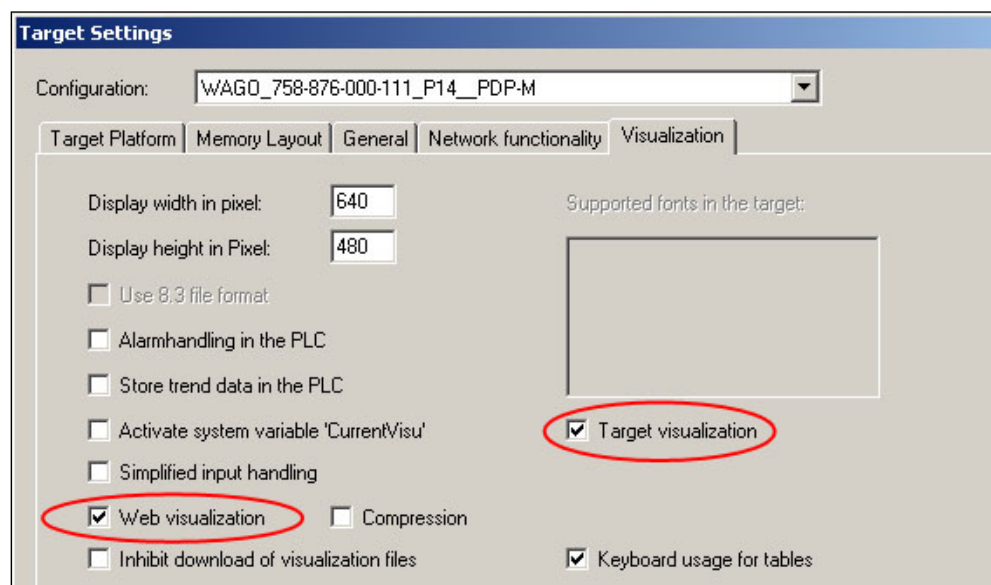 Target Settings
Configuration: WAGO_758-876-000-111_P14__PDP-M
Target Platform Memory Layout General Network functionality Visualization
Display width in pixel: 640 Supported fonts in the target:
Display height in Pixel: 480
Use 8.3 file format
Alarmhandling in the PLC
Store trend data in the PLC
Activate system variable 'CurrentVisu' Target visualization
Simplified input handling
Web visualization Compression
Inhibit download of visualization files Keyboard usage for tables